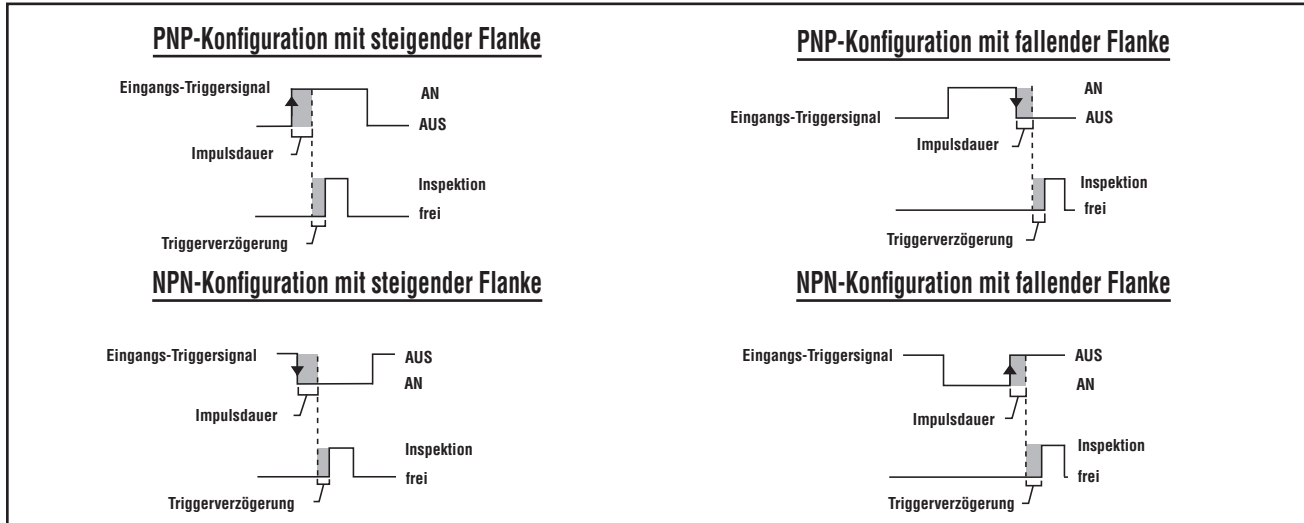 PNP-Konfiguration mit steigender Flanke
Eingangs-Triggersignal
AN
AUS
Impulsdauer
Inspektion
frei
Triggerverzögerung
PNP-Konfiguration mit fallender Flanke
Eingangs-Triggersignal
AN
AUS
Impulsdauer
Inspektion
frei
Triggerverzögerung
NPN-Konfiguration mit steigender Flanke
Eingangs-Triggersignal
AUS
AN
Impulsdauer
Inspektion
frei
Triggerverzögerung
NPN-Konfiguration mit fallender Flanke
Eingangs-Triggersignal
AUS
AN
Impulsdauer
Inspektion
frei
Triggerverzögerung